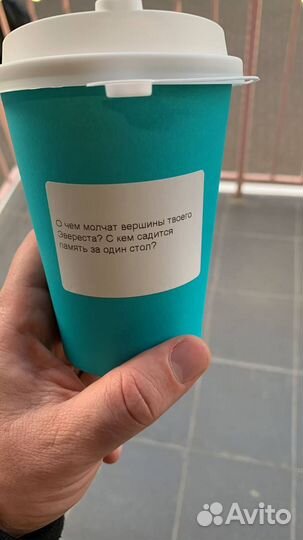 О чем молчат вершины твоего
Эвереста? С кем садится
память за один стол?
Avito